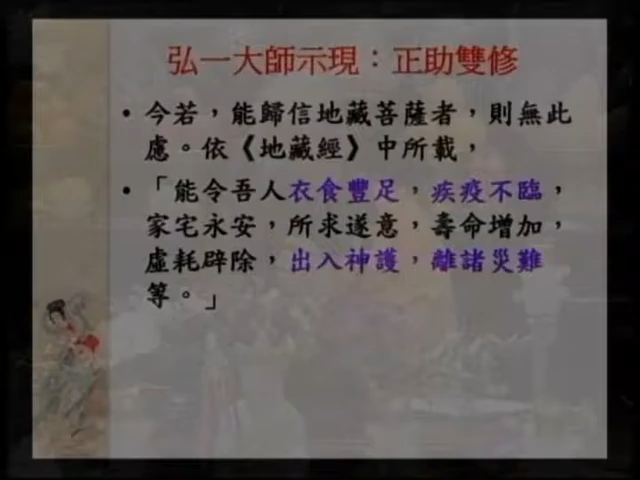 弘一大師示現：正助雙修
•今若，能歸信地藏菩薩者，則無此
慮。依《地藏經》中所載，
•「能令吾人衣食豐足，疾疫不臨，
家宅永安，所求遂意，壽命增加，
虛耗辟除，出入神護，離諸災難
等。」